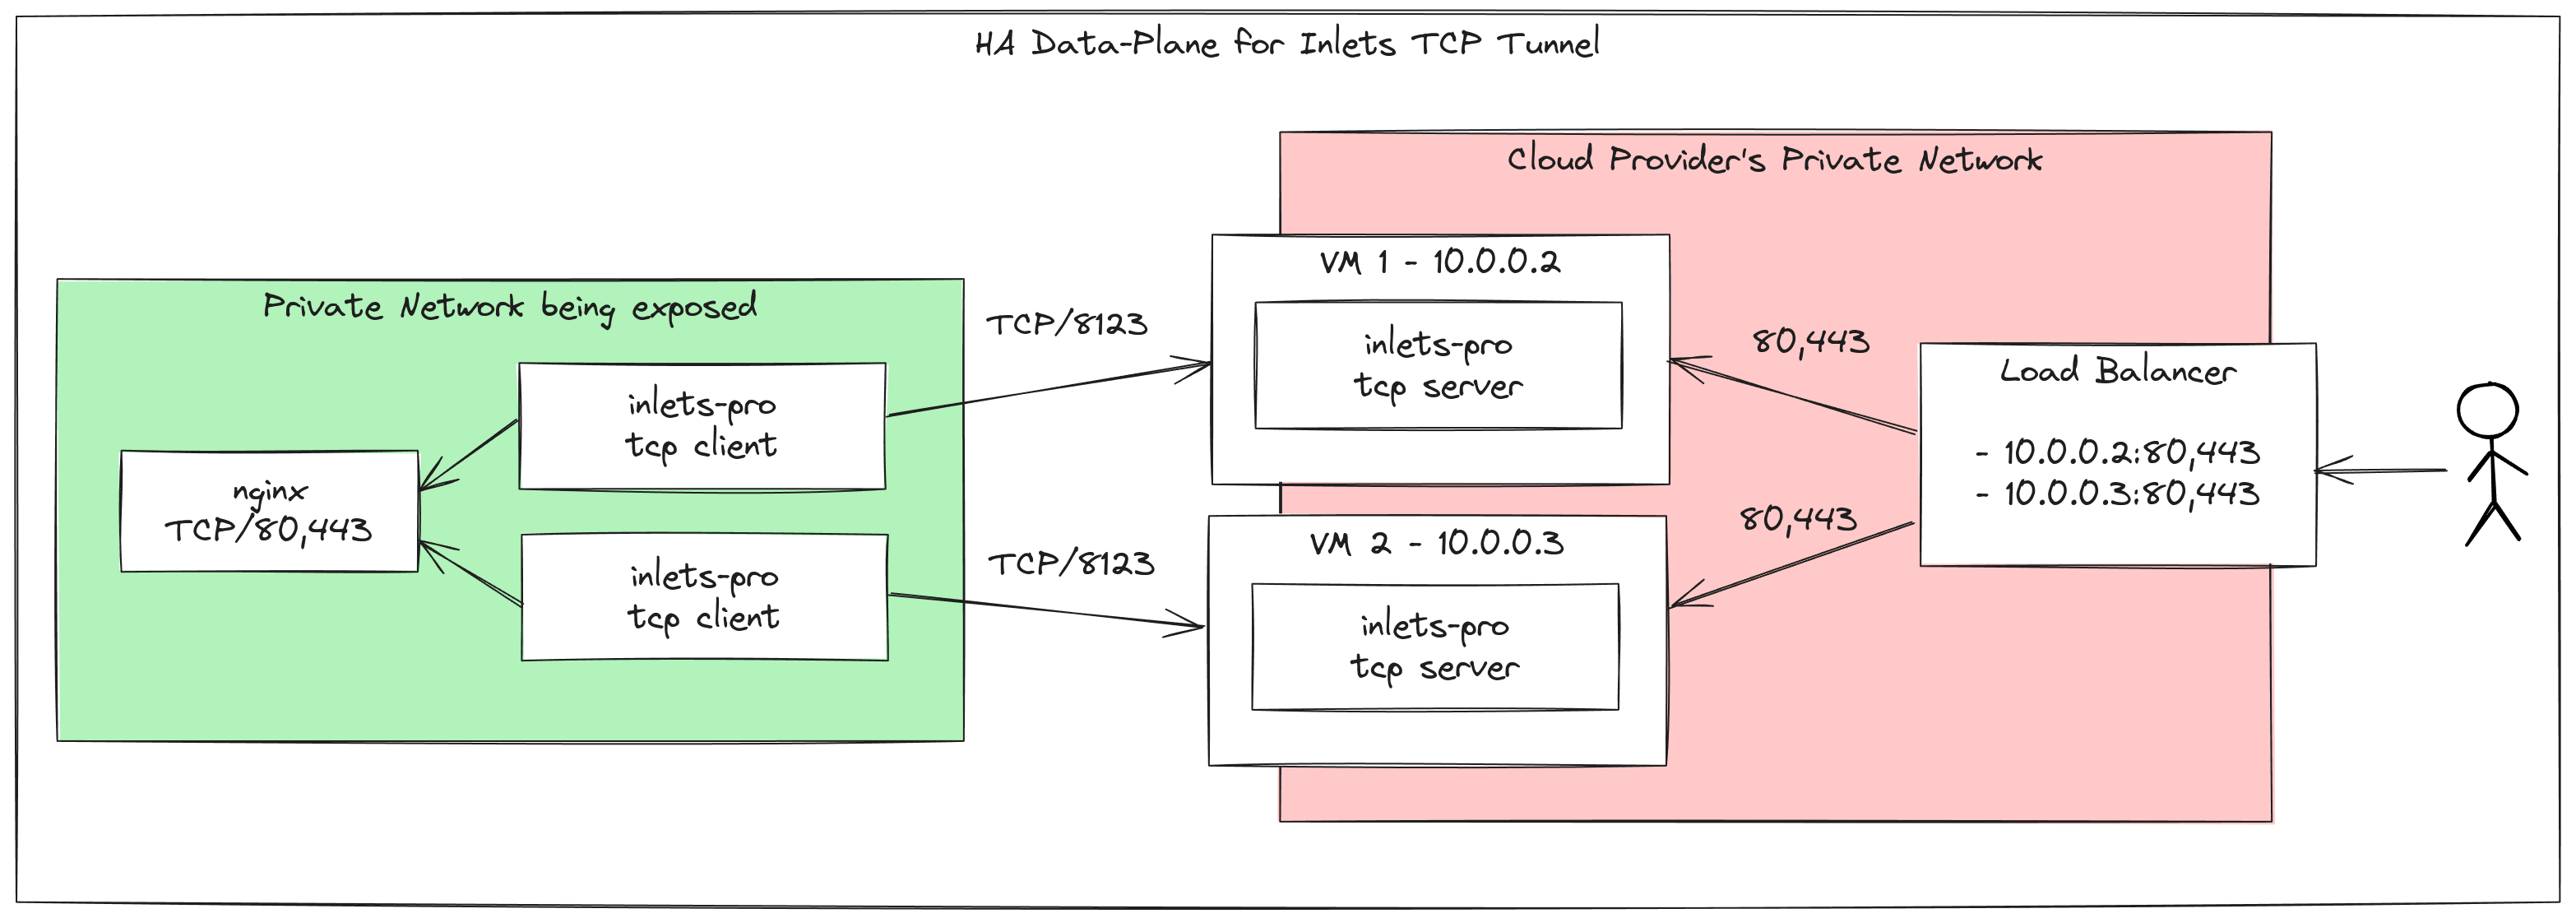 HA Data-Plane for Inlets TCP Tunnel
Cloud Provider's Private Network
Private Network being exposed
nginx
TCP/80,443
inlets-pro
tcp client
inlets-pro
tcp client
TCP/8123
TCP/8123
VM 1 - 10.0.0.2
inlets-pro
tcp server
VM 2 - 10.0.0.3
inlets-pro
tcp server
80,443
80,443
Load Balancer
- 10.0.0.2:80,443
- 10.0.0.3:80,443